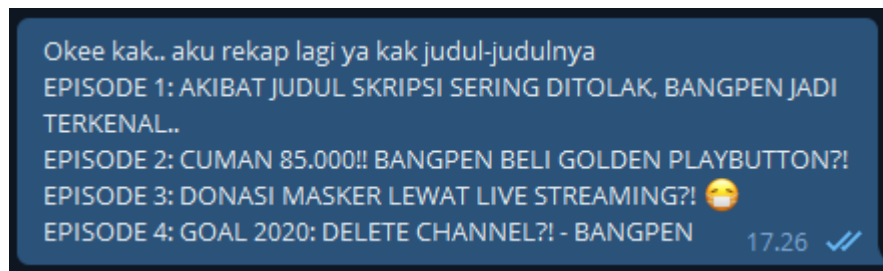 Okee kak.. aku rekap lagi ya kak judul-judulnya
EPISODE 1: AKIBAT JUDUL SKRIPSI SERING DITOLAK, BANGPEN JADI
TERKENAL..
EPISODE 2: CUMAN 85.000!! BANGPEN BELI GOLDEN PLAYBUTTON?!
EPISODE 3: DONASI MASKER LEWAT LIVE STREAMING?! 😷
EPISODE 4: GOAL 2020: DELETE CHANNEL?! - BANGPEN
17.26